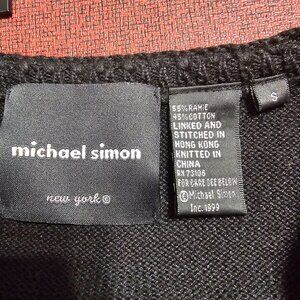 michael simon
new york ©
55% RAMIE
45% COTTON
LINKED AND
STITCHED IN
HONG KONG
KNITTED IN
CHINA
RN 73106
FOR CARE SEE BELOW
© Michael Simon
Inc. 1999
S